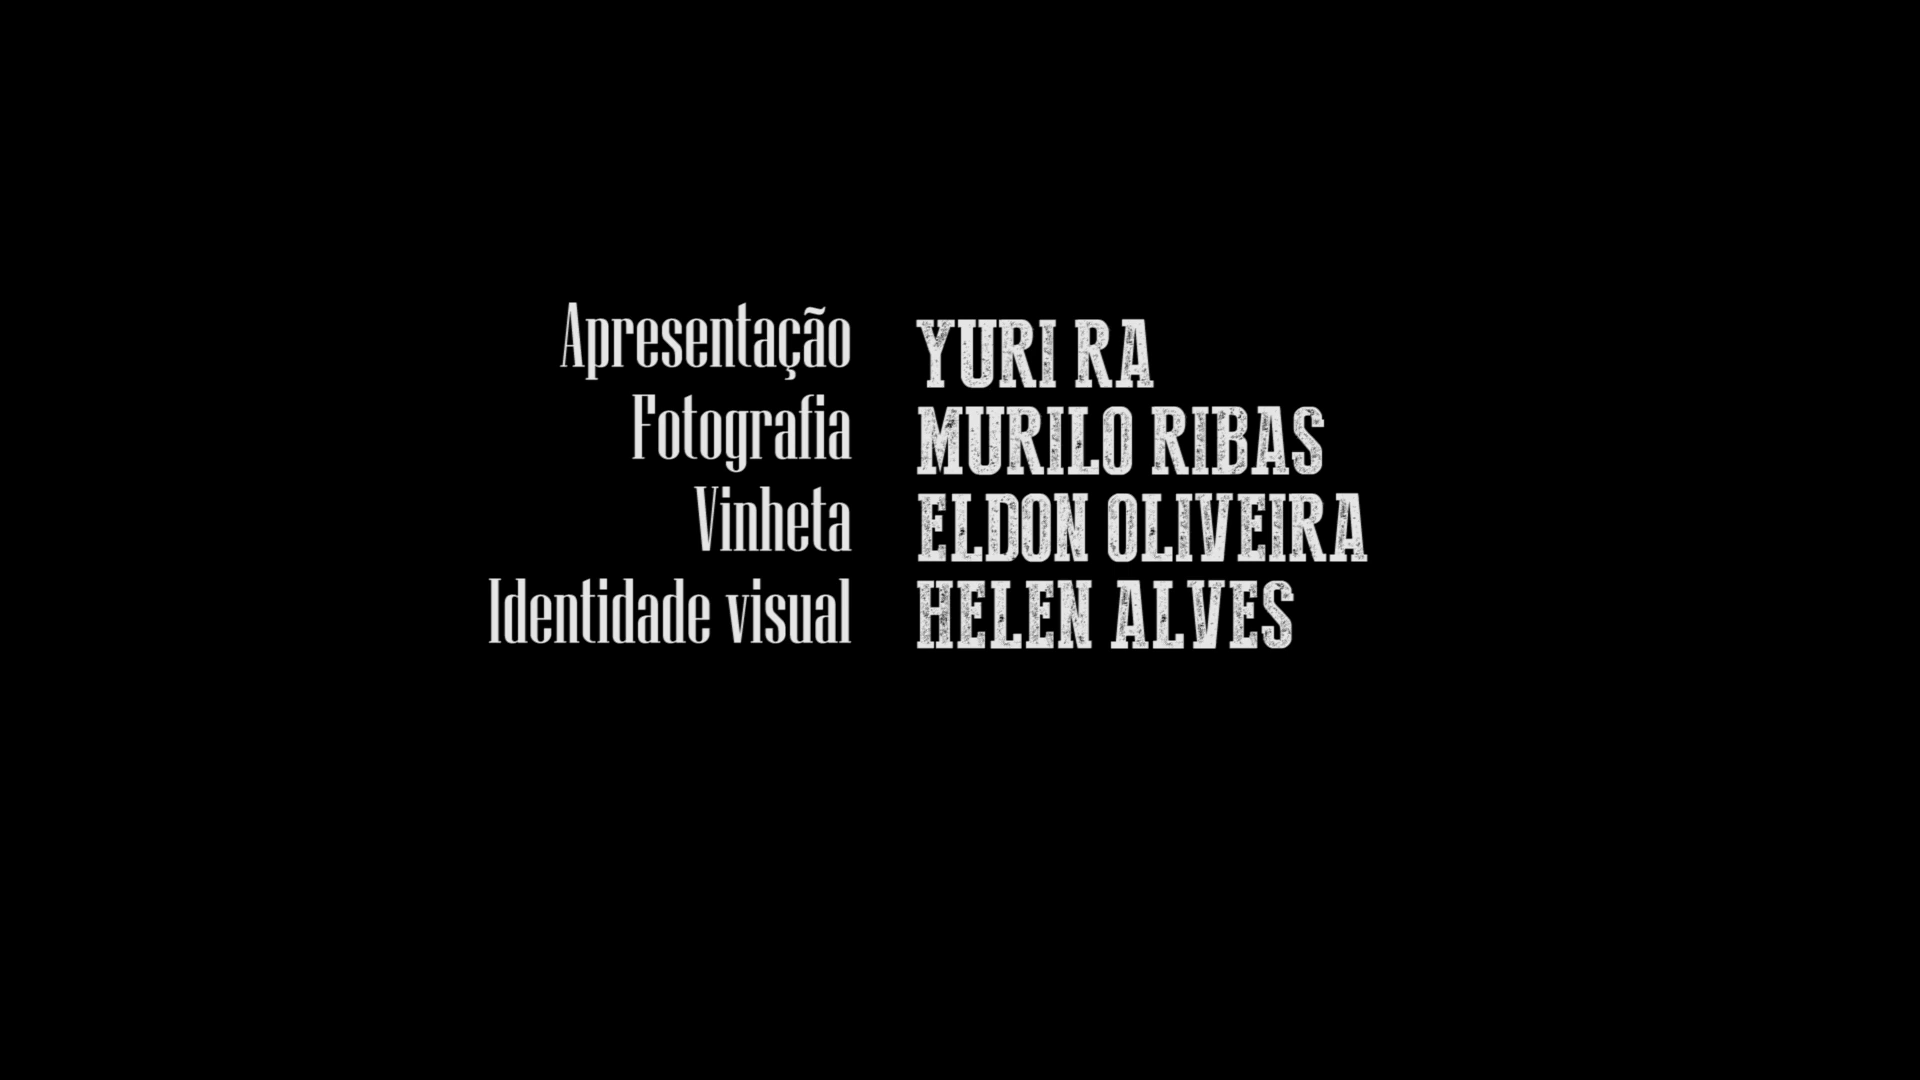 Apresentação YURI RA
Fotografia MURILO RIBAS
Vinheta ELDON OLIVEIRA
Identidade visual HELEN ALVES